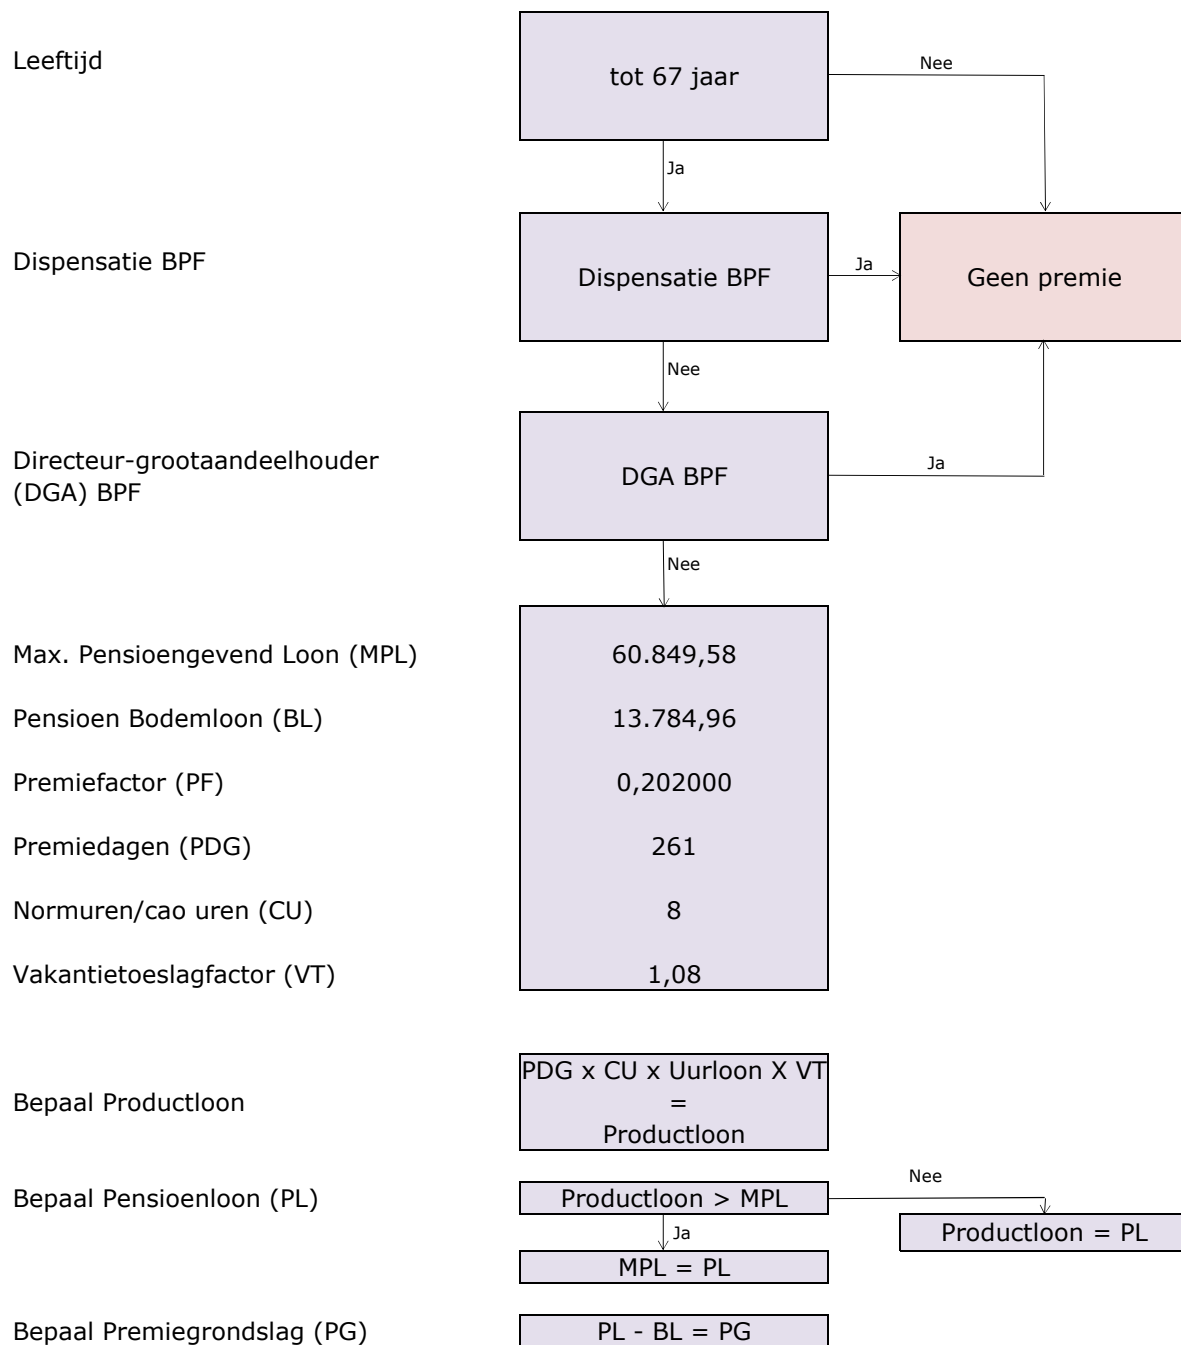 Leeftijd
tot 67 jaar
Nee
Ja
Dispensatie BPF
Dispensatie BPF
Ja
Geen premie
Nee
Directeur-grootaandeelhouder
(DGA) BPF
DGA BPF
Ja
Nee
Max. Pensioengevend Loon (MPL)
60.849,58
Pensioen Bodemloon (BL)
13.784,96
Premiefactor (PF)
0,202000
Premiedagen (PDG)
261
Normuren/cao uren (CU)
8
Vakantietoeslagfactor (VT)
1,08
Bepaal Productloon
PDG x CU x Uurloon X VT
=
Productloon
Bepaal Pensioenloon (PL)
Productloon > MPL
Nee
Productloon = PL
Ja
MPL = PL
Bepaal Premiegrondslag (PG)
PL - BL = PG